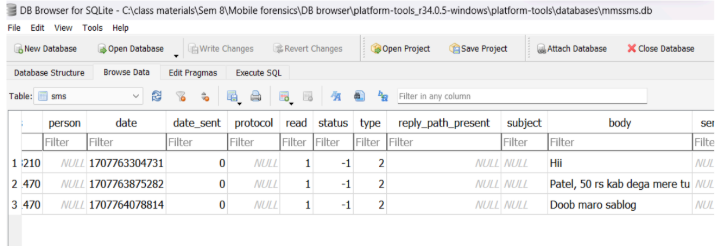 DB Browser for SQLite - C:\class materials\Sem 8\Mobile forensics\DB browser\platform-tools_r34.0.5-windows\platform-tools\databases\mmssms.db
File Edit View Tools Help
New Database Open Database Write Changes Revert Changes Open Project Save Project Attach Database Close Database
Database Structure Browse Data Edit Pragmas Execute SQL
Table: sms Filter in any column
person date date_sent protocol read status type reply_path_present subject body
Filter Filter Filter Filter Filter Filter Filter Filter Filter Filter
1 210 NULL 1707763304731 0 NULL 1 -1 2 NULL NULL Hii NUL
2 470 NULL 1707763875282 0 NULL 1 -1 2 NULL NULL Patel, 50 rs kab dega mere tu NUL
3 470 NULL 1707764078814 0 NULL 1 -1 2 NULL NULL Doob maro sablog NUL